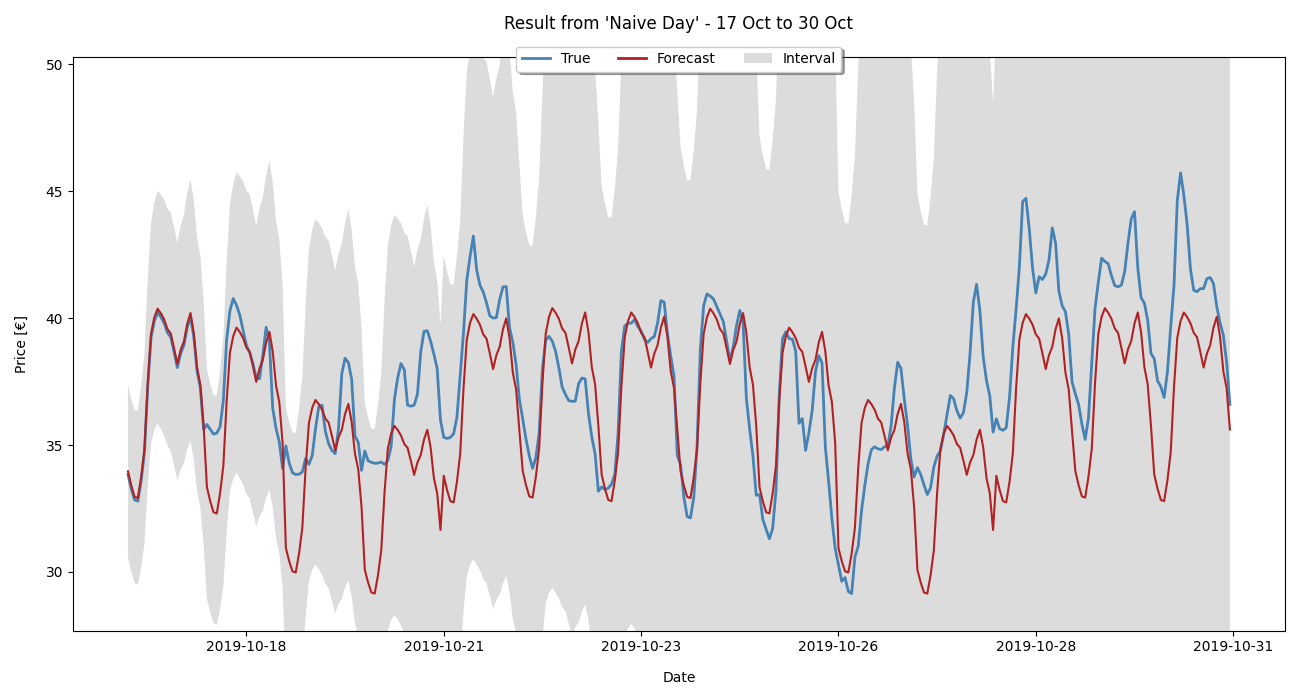 Result from 'Naive Day' - 17 Oct to 30 Oct
True
Forecast
Interval
Price [€]
50
45
40
35
30
2019-10-18
2019-10-21
2019-10-23
2019-10-26
2019-10-28
2019-10-31
Date